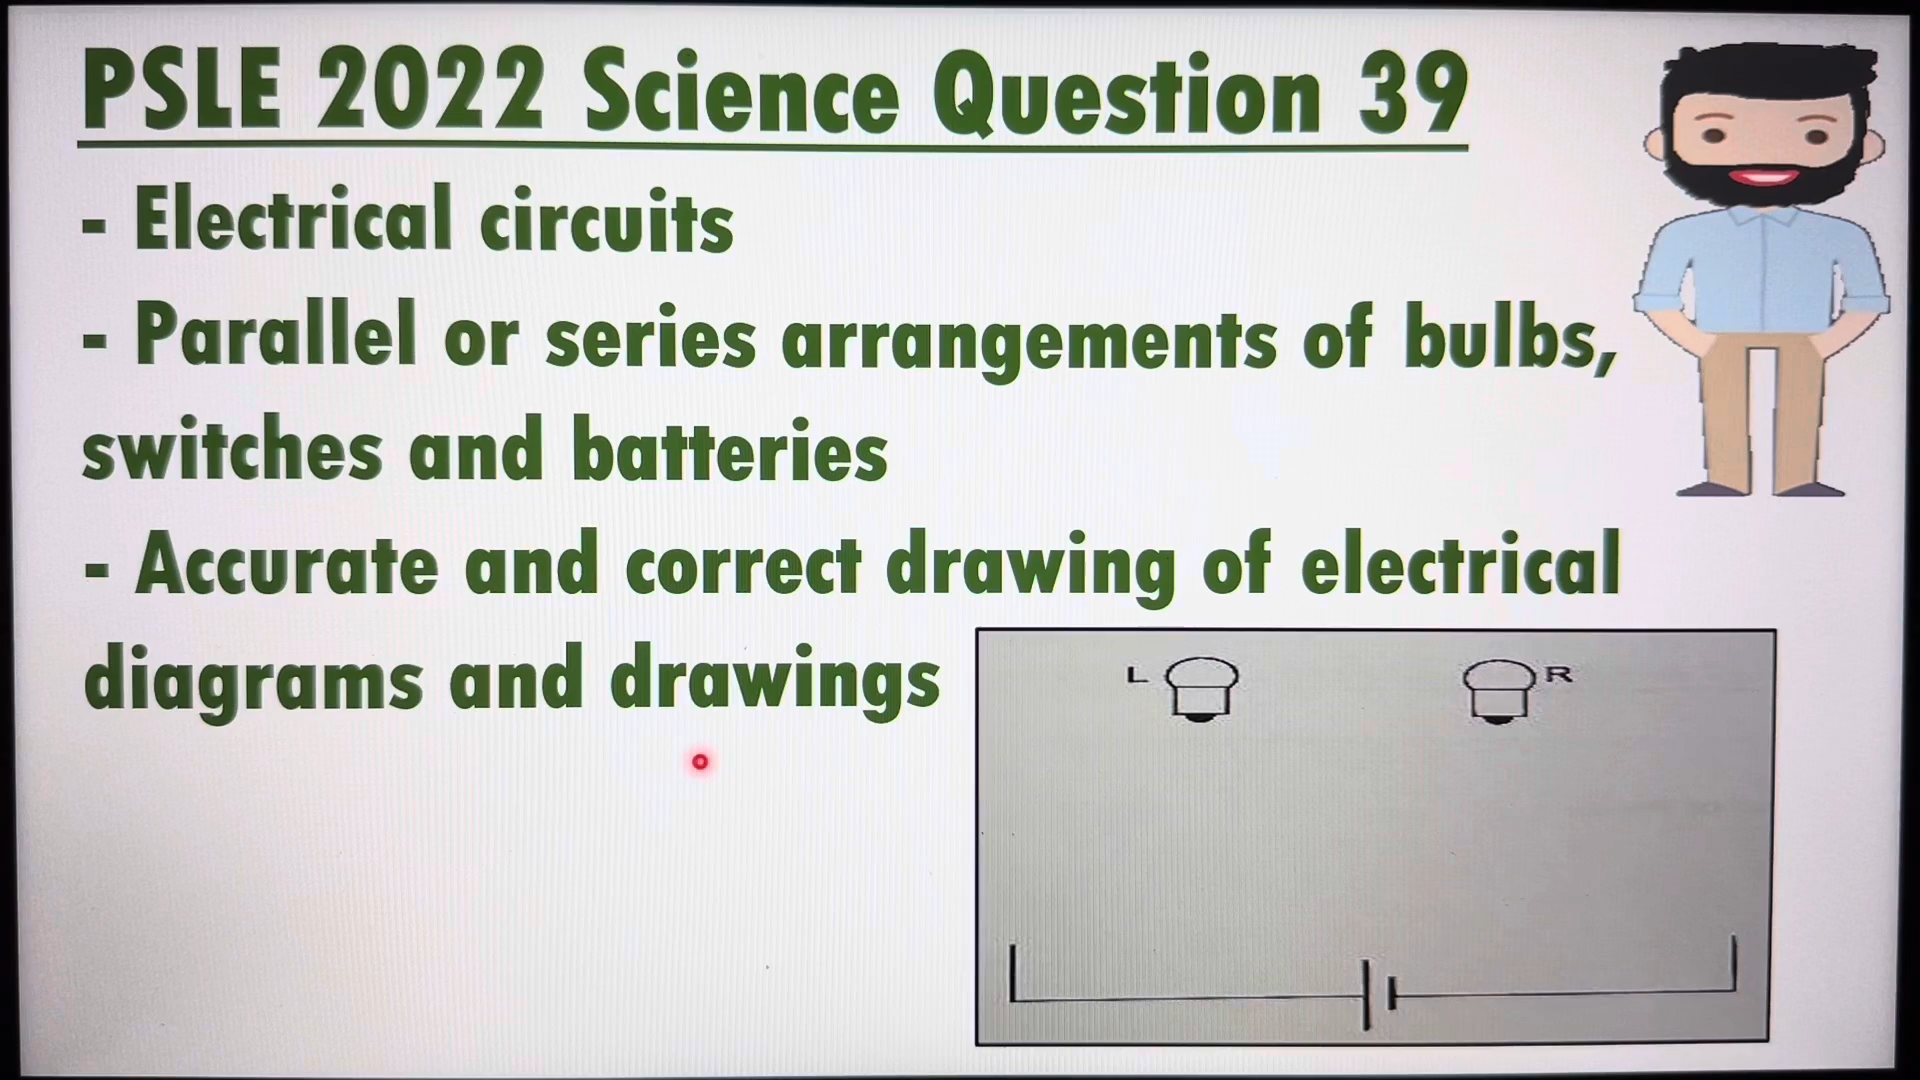 PSLE 2022 Science Question 39
- Electrical circuits
- Parallel or series arrangements of bulbs,
switches and batteries
- Accurate and correct drawing of electrical
diagrams and drawings
L
R